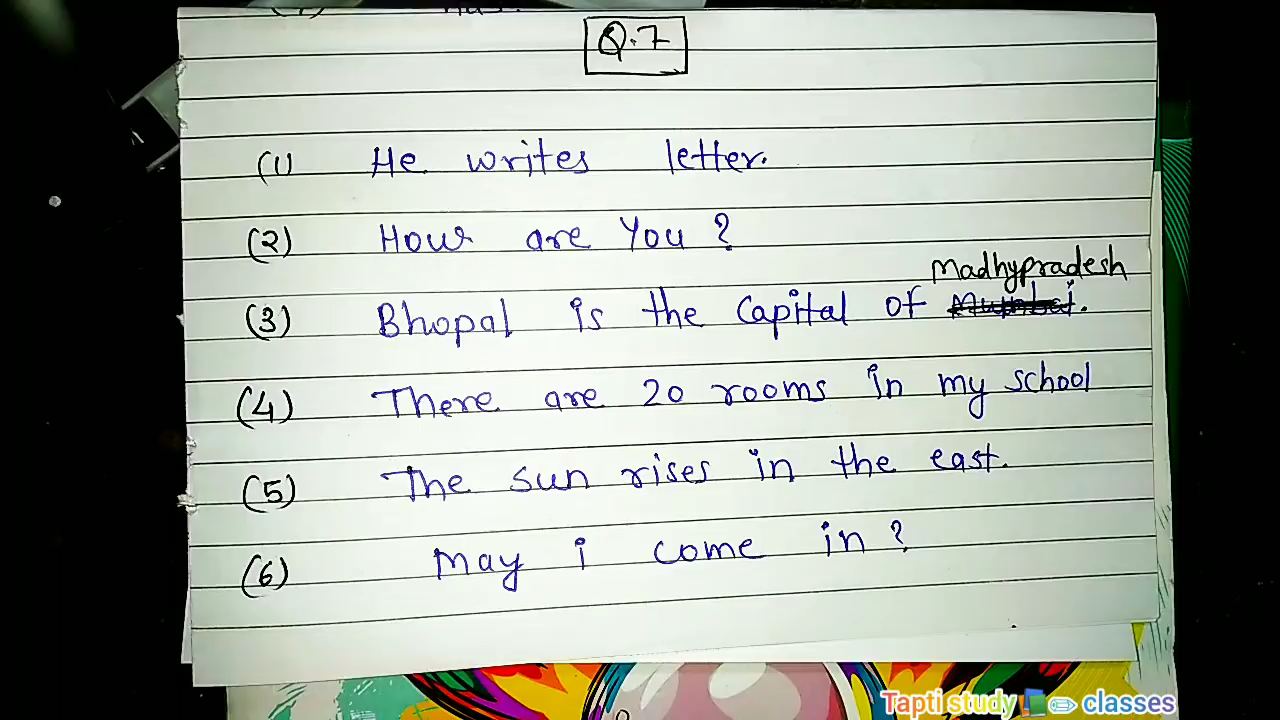 Q.7
(1) He writes letter.
(2) How are You ?
Madhypradesh
(3) Bhopal is the Capital of Mumbai.
(4) There are 20 rooms in my school
(5) The sun rises in the east.
(6) May i come in ?
Tapti study classes